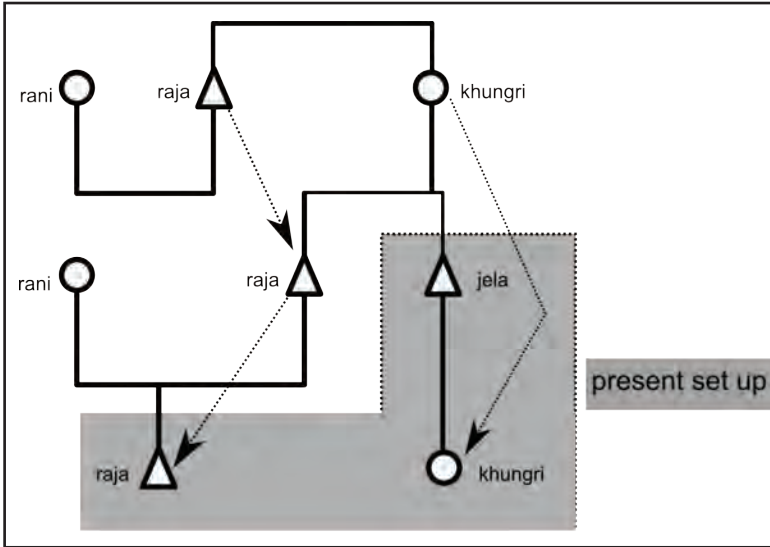 rani
raja
khungri
rani
raja
jela
present set up
raja
khungri